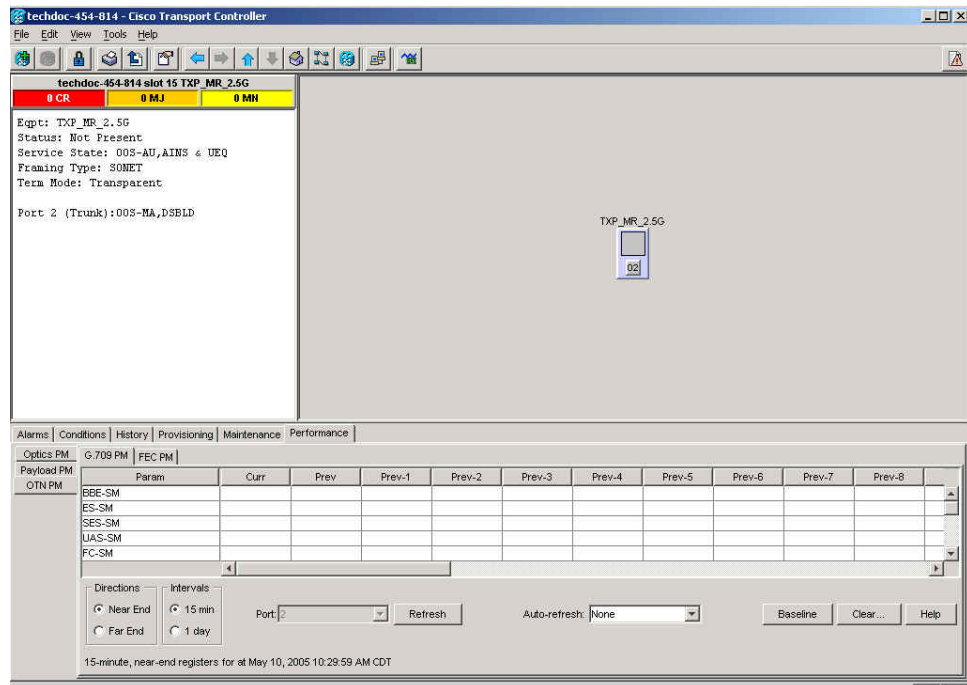 techdoc-454-814 - Cisco Transport Controller
File Edit View Tools Help
techdoc-454-814 slot 15 TXP_MR_2.5G
0 CR 0 MJ 0 MN
Eqpt: TXP_MR_2.5G
Status: Not Present
Service State: OOS-AU,AINS & UEQ
Framing Type: SONET
Term Mode: Transparent
Port 2 (Trunk):OOS-MA,DSBLD
TXP_MR_2.5G
02
Alarms Conditions History Provisioning Maintenance Performance
Optics PM
Payload PM
OTN PM
G.709 PM FEC PM
Param Curr Prev Prev-1 Prev-2 Prev-3 Prev-4 Prev-5 Prev-6 Prev-7 Prev-8
BBE-SM
ES-SM
SES-SM
UAS-SM
FC-SM
Directions Intervals
Near End 15 min
Far End 1 day
Port: 2 Refresh Auto-refresh: None Baseline Clear... Help
15-minute, near-end registers for at May 10, 2005 10:29:59 AM CDT